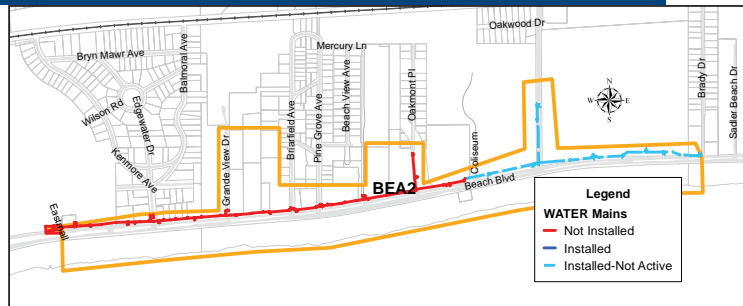 Oakwood Dr
Mercury Ln
Bryn Mawr Ave
Balmoral Ave
Wilson Rd
Edgewater Dr
Kenmore Ave
Grande View Dr
Briarfield Ave
Pine Grove Ave
Beach View Ave
Oakmont Pl
Coliseum
Brady Dr
Sadler Beach Dr
N
W
E
S
Eastmall
BEA2
Beach Blvd
Legend
WATER Mains
Not Installed
Installed
Installed-Not Active